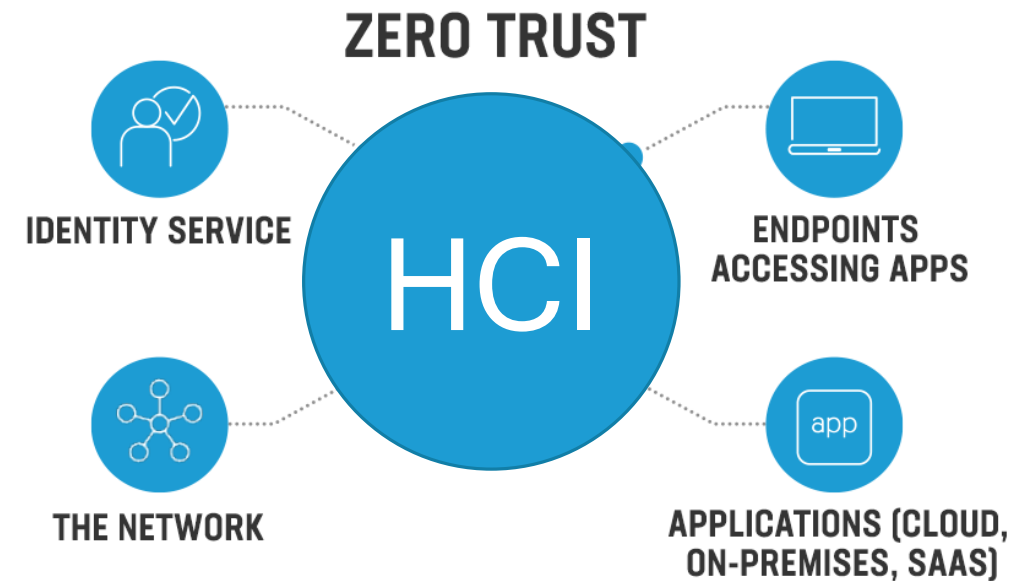 ZERO TRUST
IDENTITY SERVICE
HCI
ENDPOINTS
ACCESSING APPS
THE NETWORK
app
APPLICATIONS (CLOUD,
ON-PREMISES, SAAS)